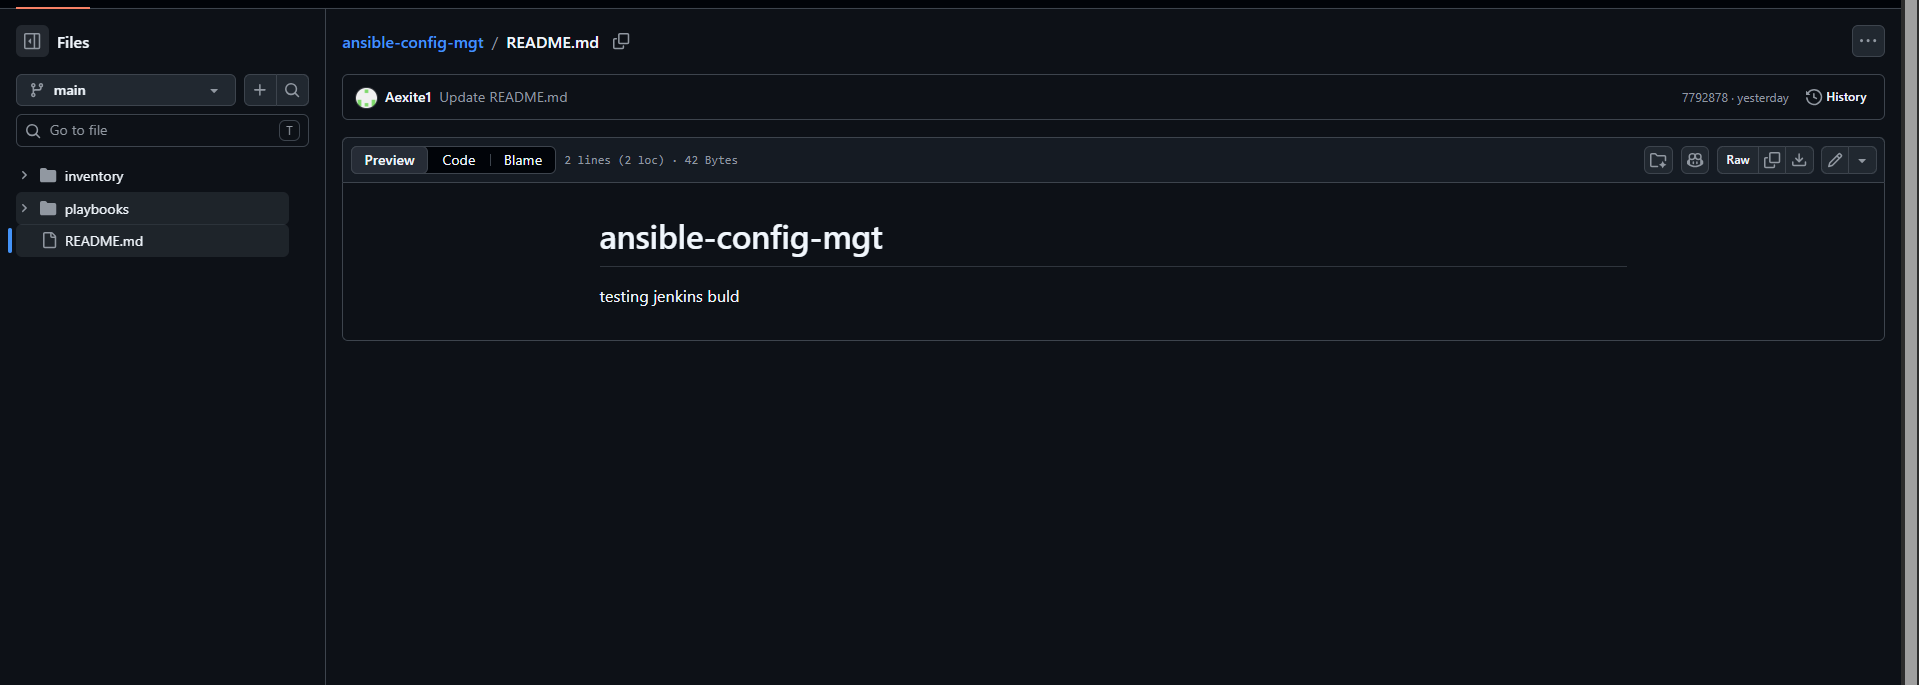 Files
main
Go to file
T
inventory
playbooks
README.md
ansible-config-mgt / README.md
Aexite1 Update README.md
7792878 · yesterday
History
Preview
Code
Blame
2 lines (2 loc) · 42 Bytes
Raw
ansible-config-mgt
testing jenkins buld